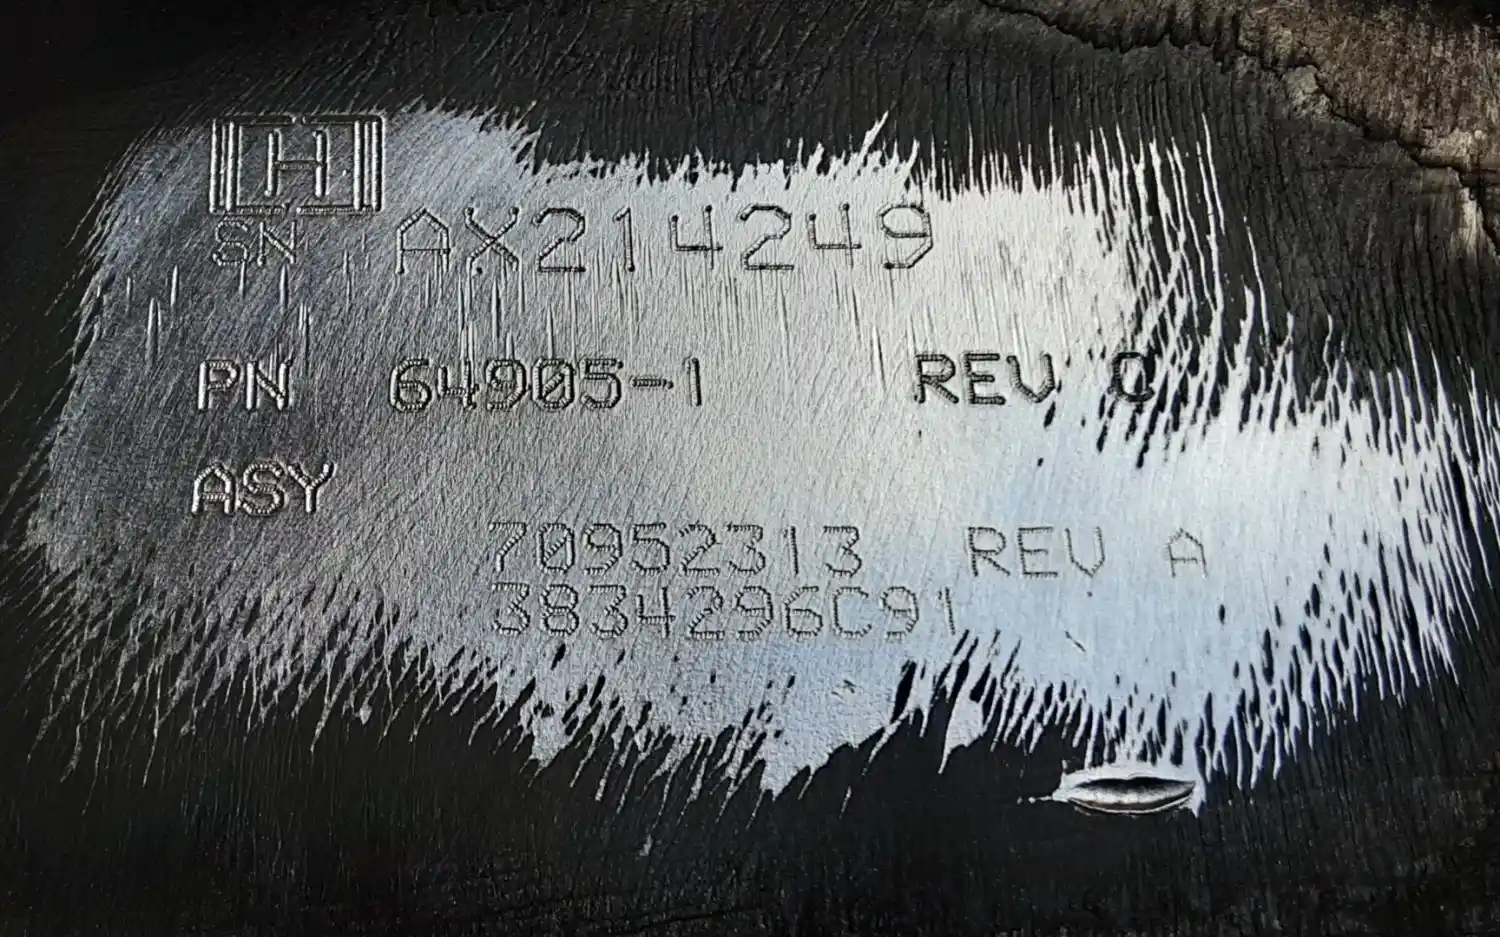 H
SN AX214249
PN 64905-1 REV C
ASY
70952313 REV A
3834296C91